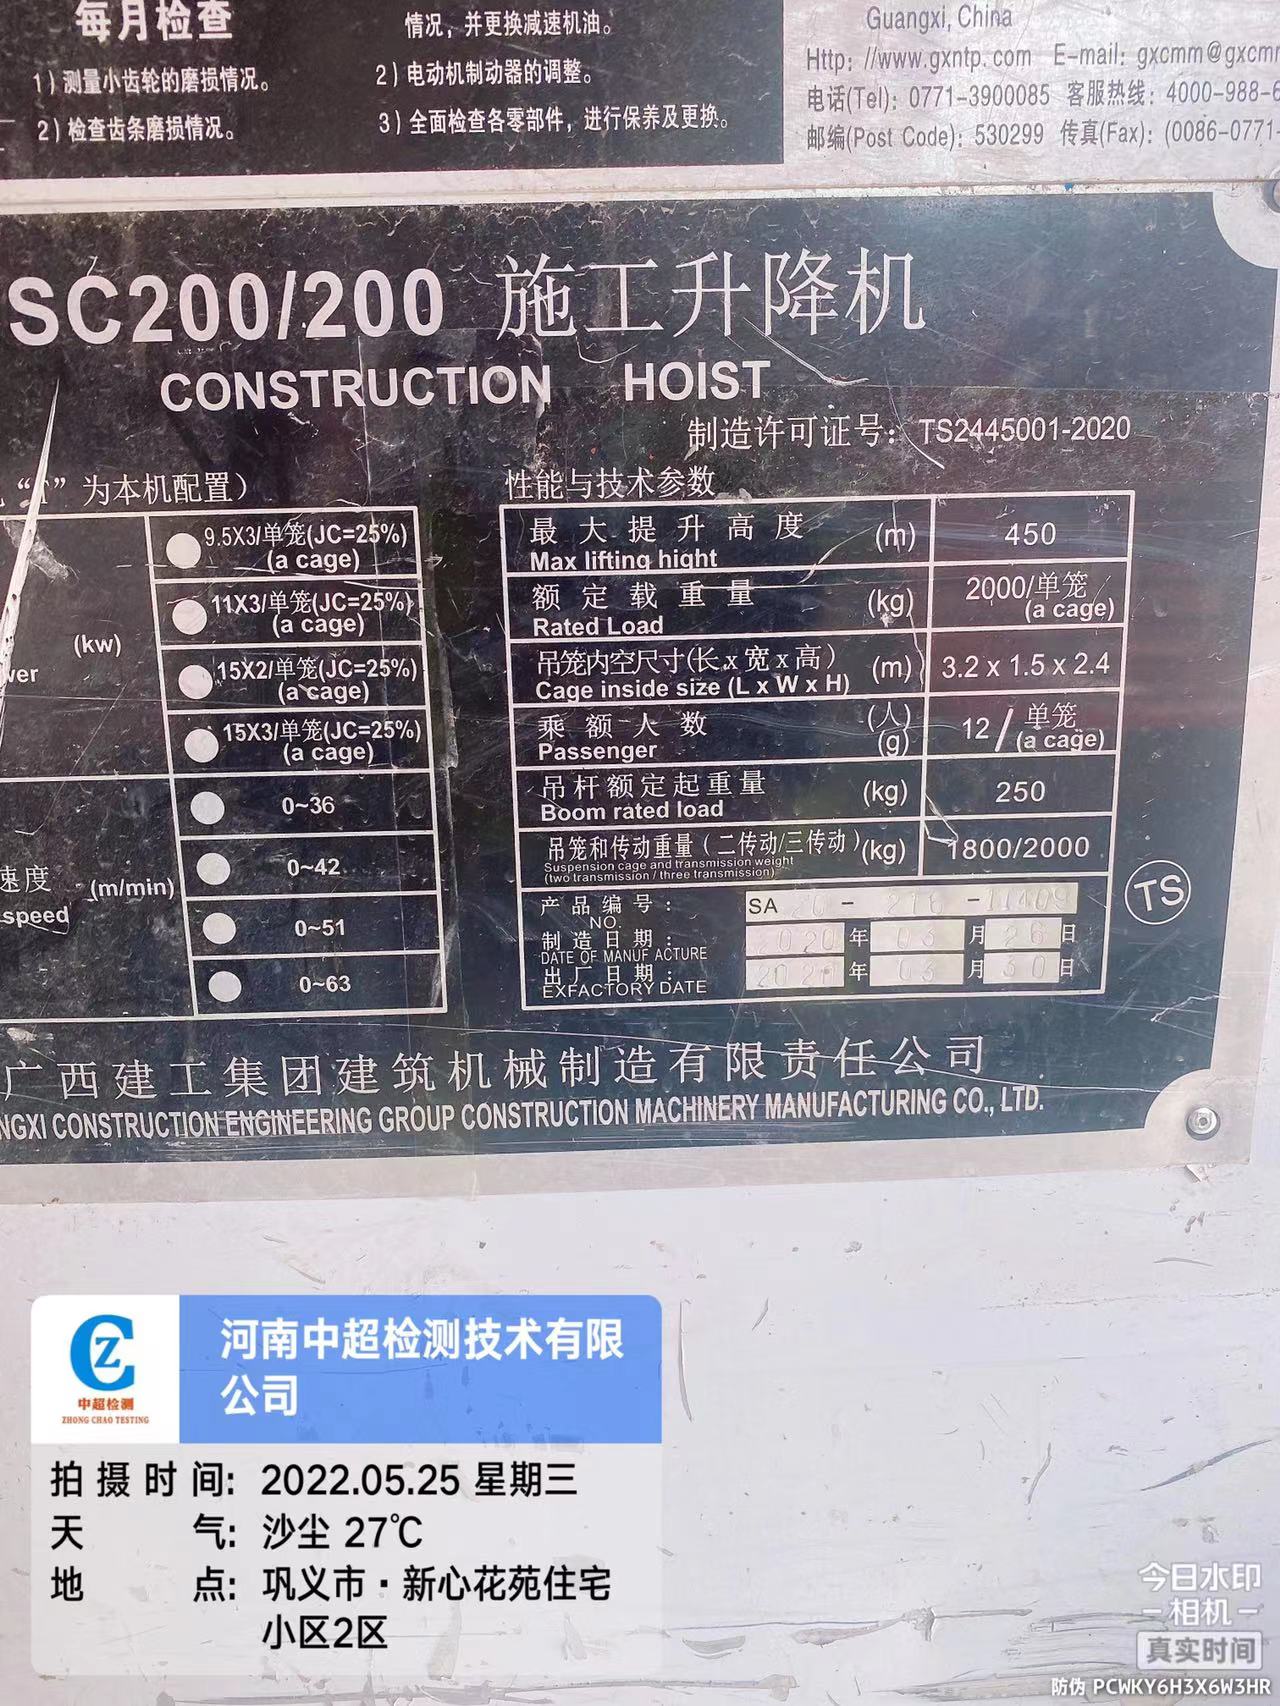 每月检查
1）测量小齿轮的磨损情况。
2）检查齿条磨损情况。
情况，并更换减速机油。
2）电动机制动器的调整。
3）全面检查各零部件，进行保养及更换。
Guangxi, China
Http: //www.gxntp.com E-mail: gxcmm@gxcmm
电话(Tel): 0771-3900085 客服热线: 4000-988-6
邮编(Post Code): 530299 传真(Fax): (0086-0771-
SC200/200 施工升降机
CONSTRUCTION HOIST
制造许可证号: TS2445001-2020
为本机配置）
(kw)
wer
9.5X3/单笼(JC=25%)
(a cage)
11X3/单笼(JC=25%)
(a cage)
15X2/单笼(JC=25%)
(a cage)
15X3/单笼(JC=25%)
(a cage)
速度 (m/min)
speed
0~36
0~42
0~51
0~63
性能与技术参数
最大提升高度 (m) 450
Max lifting hight
额定载重量 (kg) 2000/单笼
Rated Load (a cage)
吊笼内空尺寸(长x宽x高) (m) 3.2 x 1.5 x 2.4
Cage inside size (L x W x H)
乘额人数 (人) 12/单笼
Passenger (g) (a cage)
吊杆额定起重量 (kg) 250
Boom rated load
吊笼和传动重量（二传动/三传动）(kg) 1800/2000
Suspension cage and transmission weight
(two transmission / three transmission)
产品编号: SA
NO.
制造日期: 2020年03月26日
DATE OF MANUF ACTURE
出厂日期: 年03月30日
EXFACTORY DATE
TS
广西建工集团建筑机械制造有限责任公司
NGXI CONSTRUCTION ENGINEERING GROUP CONSTRUCTION MACHINERY MANUFACTURING CO., LTD.
CZ
中超检测
ZHONG CHAO TESTING
河南中超检测技术有限
公司
拍摄时间: 2022.05.25 星期三
天气: 沙尘 27℃
地点: 巩义市·新心花苑住宅
小区2区
今日水印
-相机-
真实时间
防伪 PCWKY6H3X6W3HR